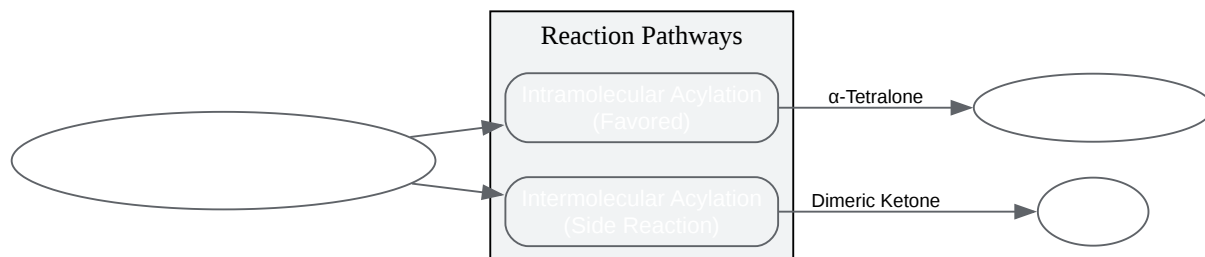 Reaction Pathways
Intramolecular Acylation
(Favored)
α-Tetralone
Intermolecular Acylation
(Side Reaction)
Dimeric Ketone